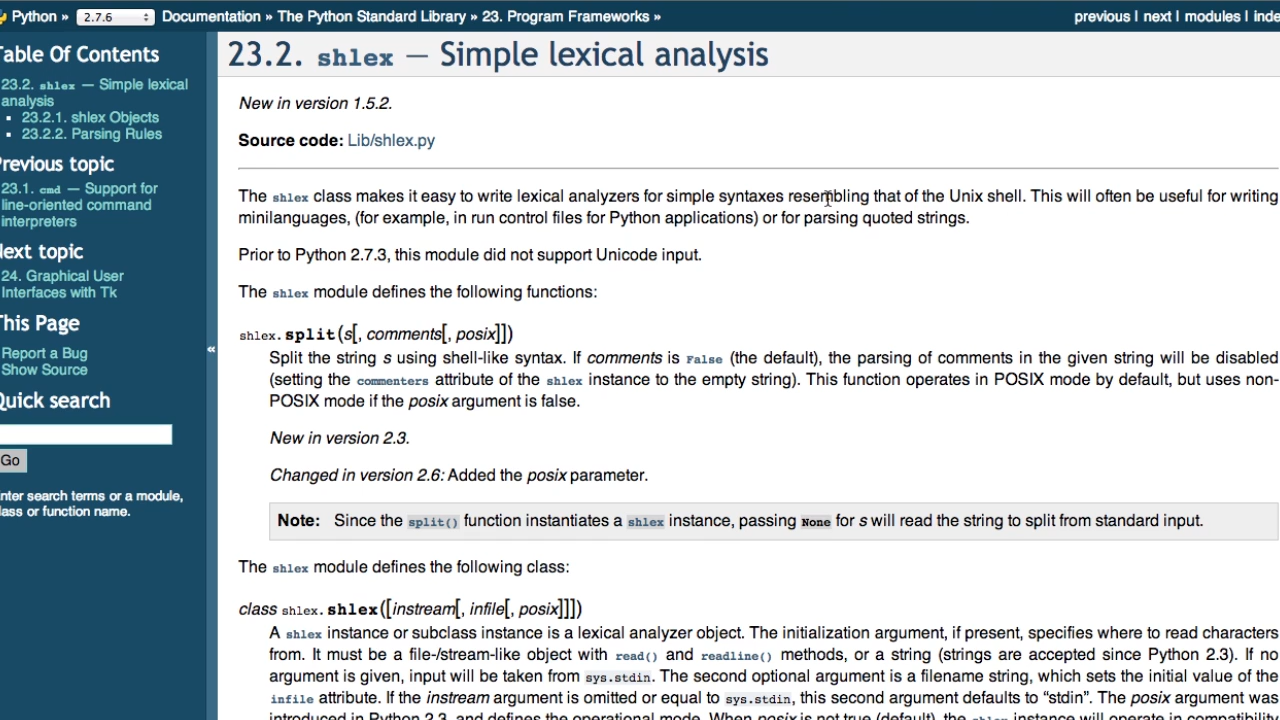 Python » 2.7.6 Documentation » The Python Standard Library » 23. Program Frameworks » previous | next | modules | inde
Table Of Contents
23.2. shlex — Simple lexical
analysis
23.2.1. shlex Objects
23.2.2. Parsing Rules
Previous topic
23.1. cmd — Support for
line-oriented command
interpreters
Next topic
24. Graphical User
Interfaces with Tk
This Page
Report a Bug
Show Source
Quick search
Go
nter search terms or a module,
lass or function name.
«
23.2. shlex — Simple lexical analysis
New in version 1.5.2.
Source code: Lib/shlex.py
The shlex class makes it easy to write lexical analyzers for simple syntaxes resembling that of the Unix shell. This will often be useful for writing
minilanguages, (for example, in run control files for Python applications) or for parsing quoted strings.
Prior to Python 2.7.3, this module did not support Unicode input.
The shlex module defines the following functions:
shlex.split(s[, comments[, posix]])
Split the string s using shell-like syntax. If comments is False (the default), the parsing of comments in the given string will be disabled
(setting the commenters attribute of the shlex instance to the empty string). This function operates in POSIX mode by default, but uses non-
POSIX mode if the posix argument is false.
New in version 2.3.
Changed in version 2.6: Added the posix parameter.
Note: Since the split() function instantiates a shlex instance, passing None for s will read the string to split from standard input.
The shlex module defines the following class:
class shlex.shlex([instream[, infile[, posix]]])
A shlex instance or subclass instance is a lexical analyzer object. The initialization argument, if present, specifies where to read characters
from. It must be a file-/stream-like object with read() and readline() methods, or a string (strings are accepted since Python 2.3). If no
argument is given, input will be taken from sys.stdin. The second optional argument is a filename string, which sets the initial value of the
infile attribute. If the instream argument is omitted or equal to sys.stdin, this second argument defaults to “stdin”. The posix argument was
introduced in Python 2.3, and defines the operational mode. When posix is not true (default), the shlex instance will operate in compatibility